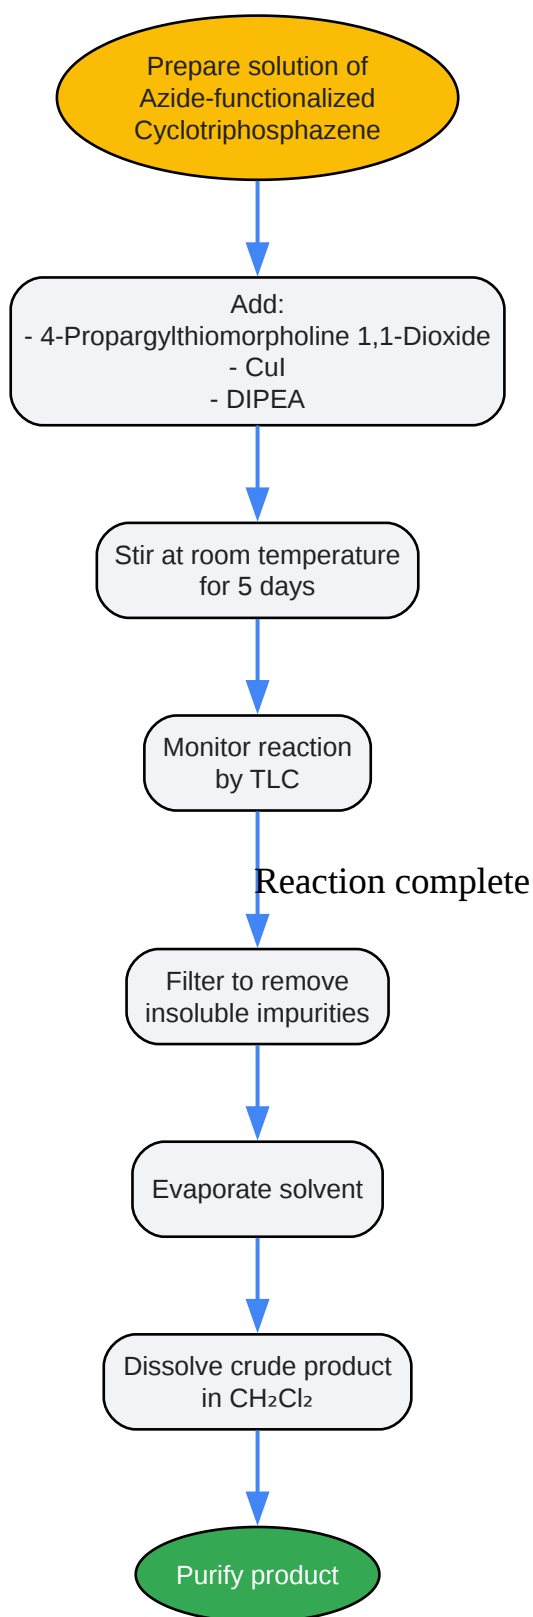 Prepare solution of
Azide-functionalized
Cyclotriphosphazene
Add:
- 4-Propargylthiomorpholine 1,1-Dioxide
- CuI
- DIPEA
Stir at room temperature
for 5 days
Monitor reaction
by TLC
Reaction complete
Filter to remove
insoluble impurities
Evaporate solvent
Dissolve crude product
in CH₂Cl₂
Purify product